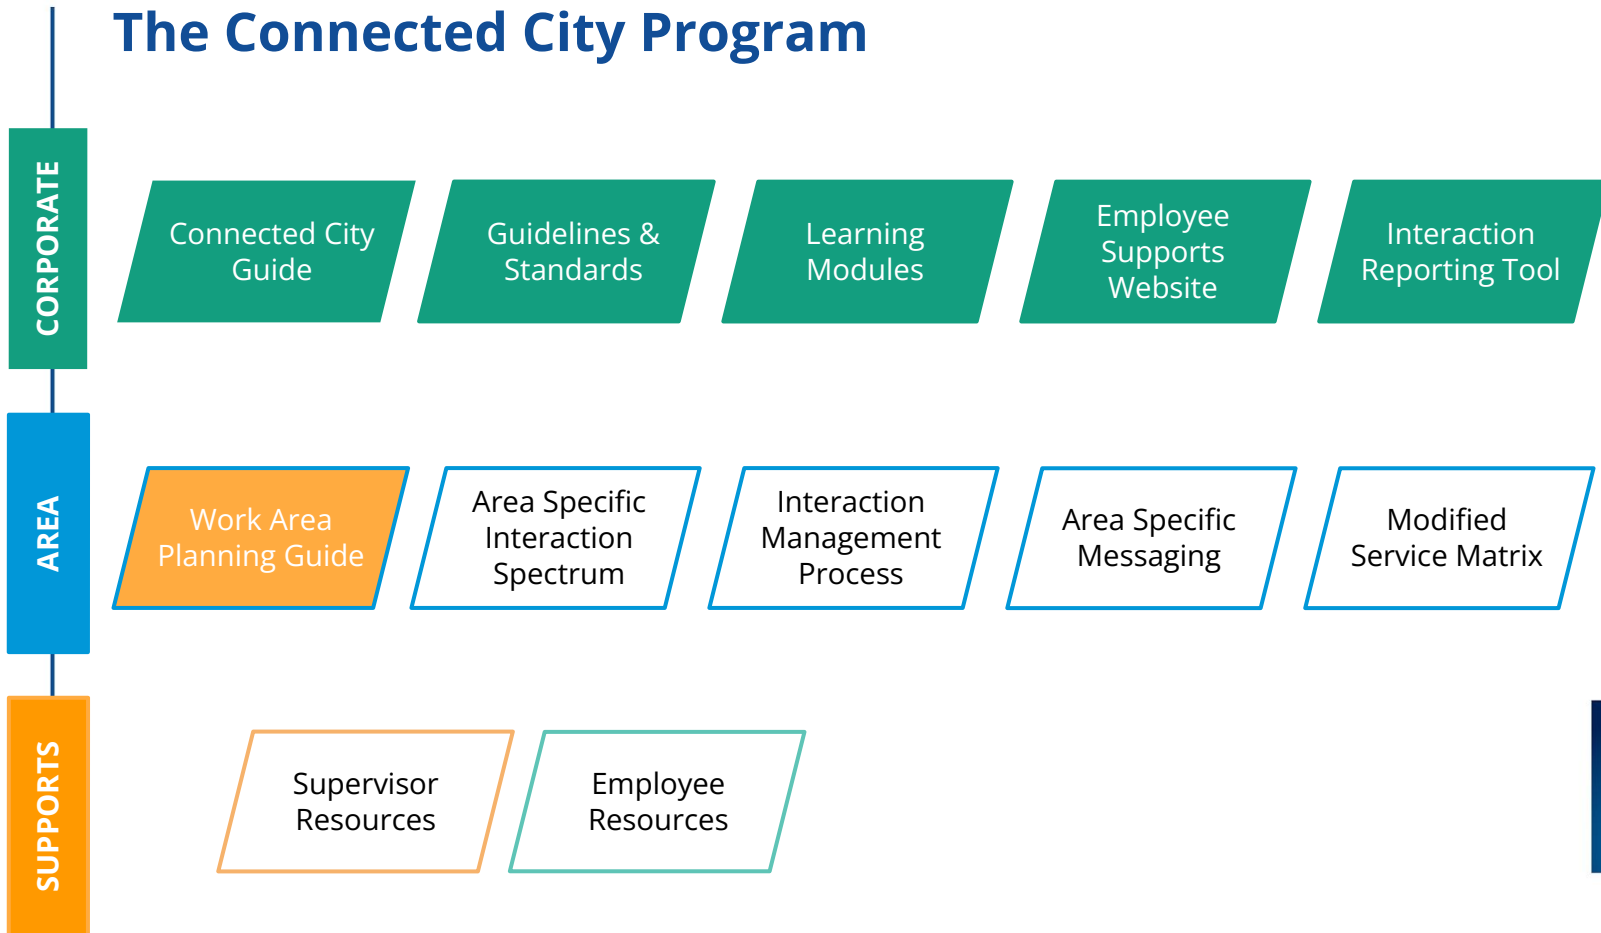 The Connected City Program
CORPORATE
Connected City
Guide
Guidelines &
Standards
Learning
Modules
Employee
Supports
Website
Interaction
Reporting Tool
AREA
Work Area
Planning Guide
Area Specific
Interaction
Spectrum
Interaction
Management
Process
Area Specific
Messaging
Modified
Service Matrix
SUPPORTS
Supervisor
Resources
Employee
Resources